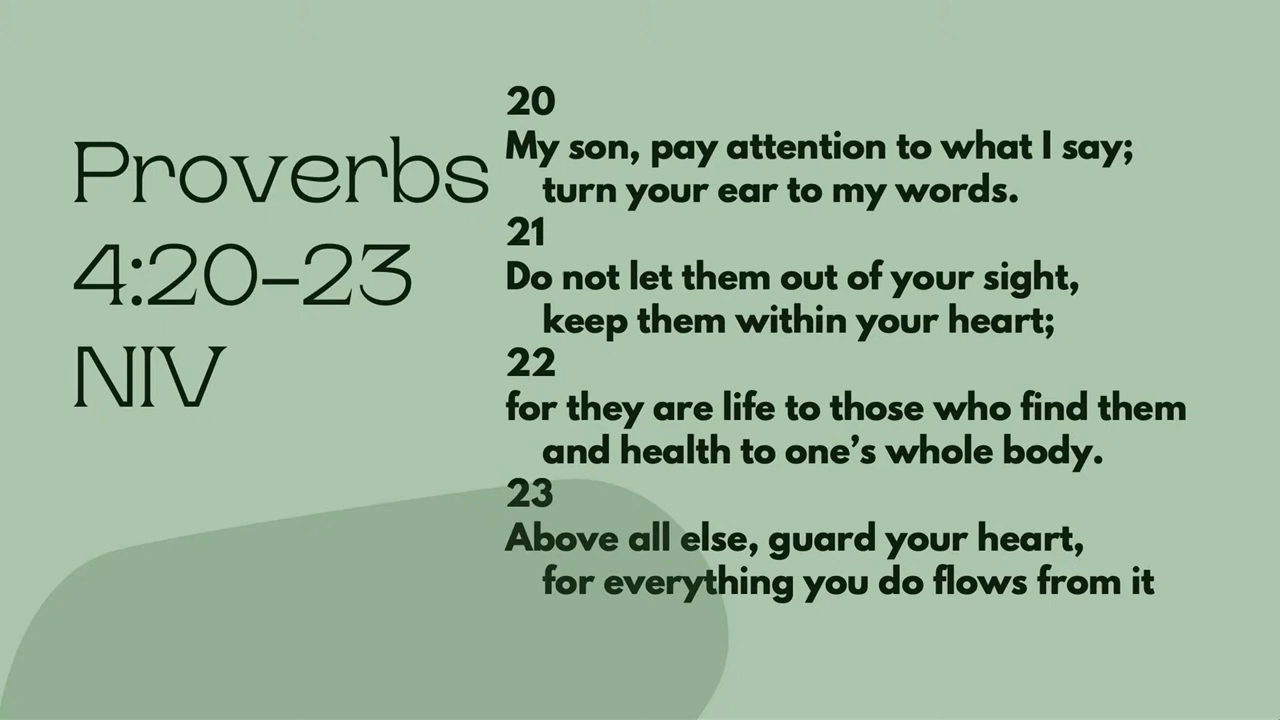 Proverbs
4:20–23
NIV
20
My son, pay attention to what I say;
turn your ear to my words.
21
Do not let them out of your sight,
keep them within your heart;
22
for they are life to those who find them
and health to one’s whole body.
23
Above all else, guard your heart,
for everything you do flows from it